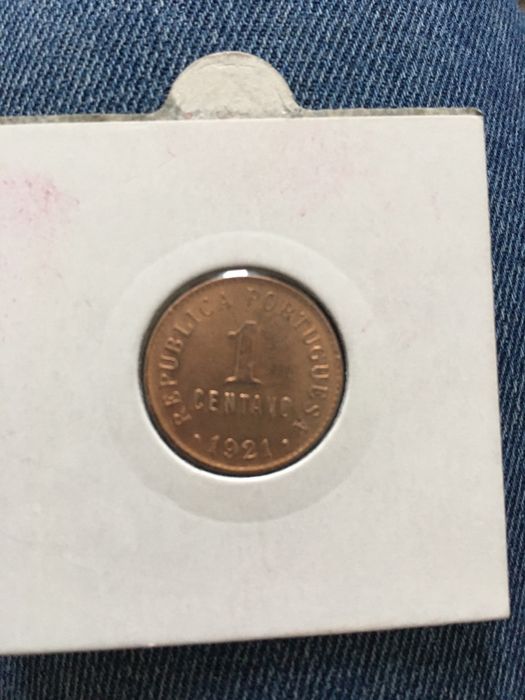 REPUBLICA PORTUGUESA
1
CENTAVO
• 1921 •